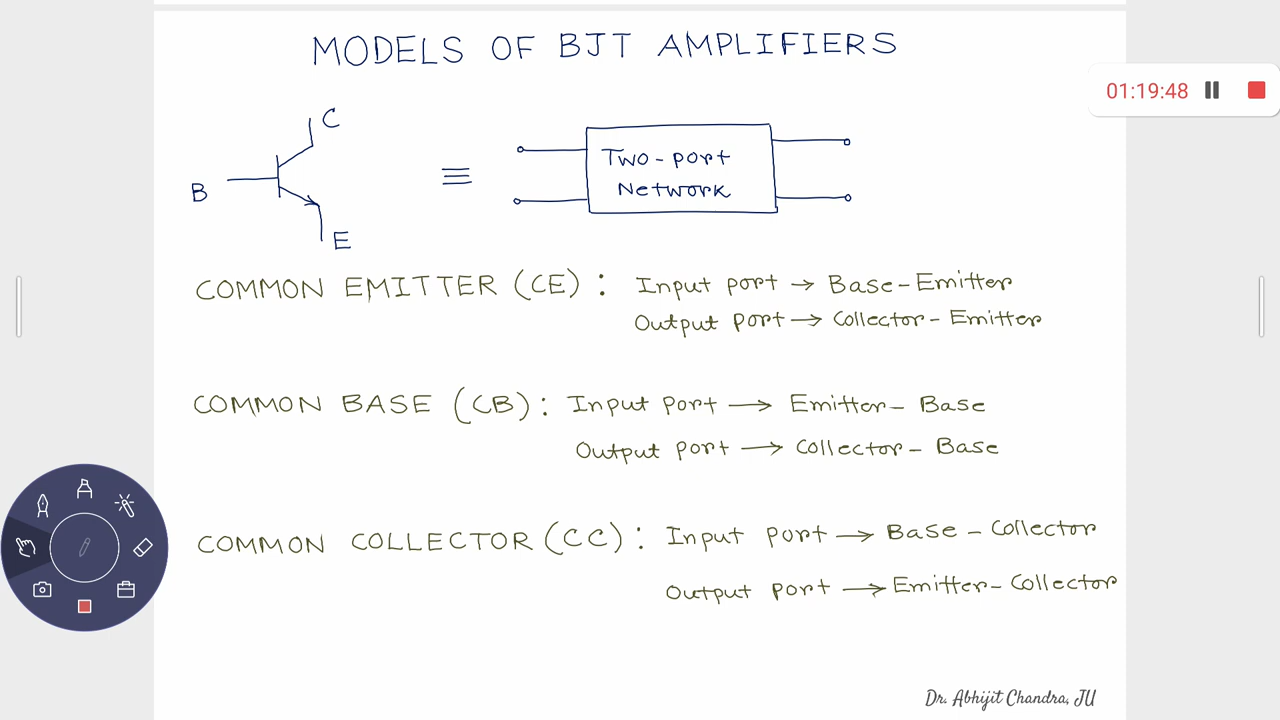 MODELS OF BJT AMPLIFIERS
01:19:48
C
B
E
≡
Two-port
Network
COMMON EMITTER (CE) : Input port → Base-Emitter
Output port → Collector-Emitter
COMMON BASE (CB) : Input port → Emitter-Base
Output port → Collector-Base
COMMON COLLECTOR (CC) : Input port → Base-Collector
Output port → Emitter-Collector
Dr. Abhijit Chandra, JU